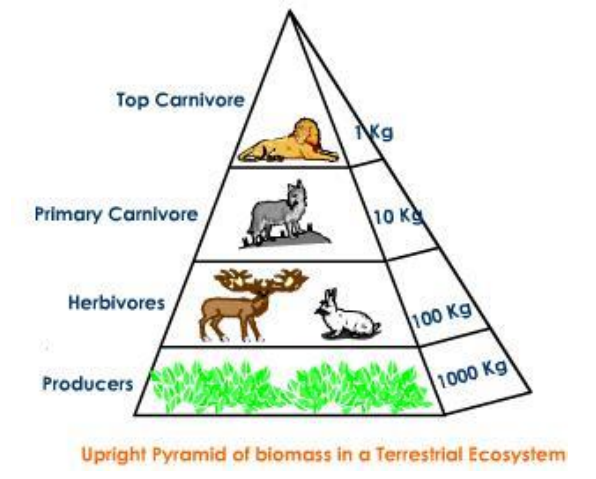 Top Carnivore
1 Kg
Primary Carnivore
10 Kg
Herbivores
100 Kg
Producers
1000 Kg
Upright Pyramid of biomass in a Terrestrial Ecosystem